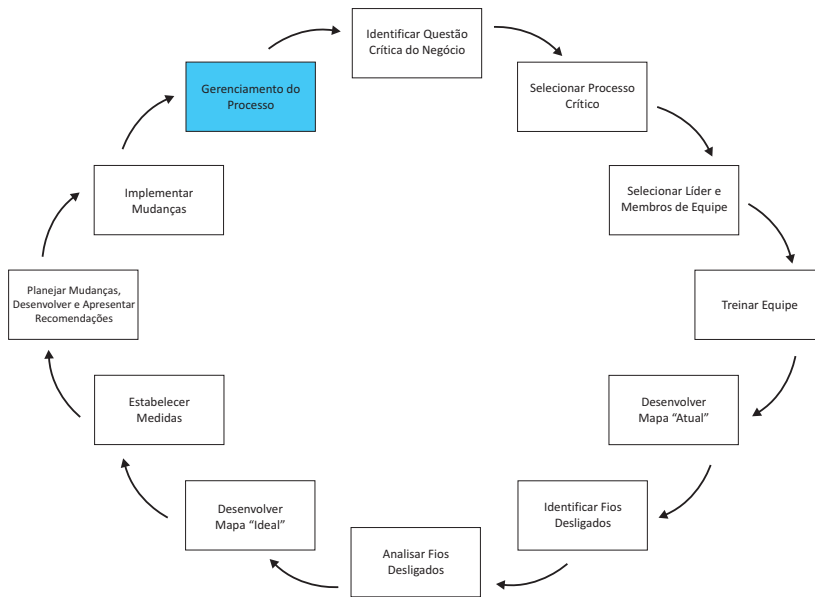 Identificar Questão
Crítica do Negócio
Gerenciamento do
Processo
Selecionar Processo
Crítico
Implementar
Mudanças
Selecionar Líder e
Membros de Equipe
Planejar Mudanças,
Desenvolver e Apresentar
Recomendações
Treinar Equipe
Estabelecer
Medidas
Desenvolver
Mapa “Atual”
Desenvolver
Mapa “Ideal”
Identificar Fios
Desligados
Analisar Fios
Desligados